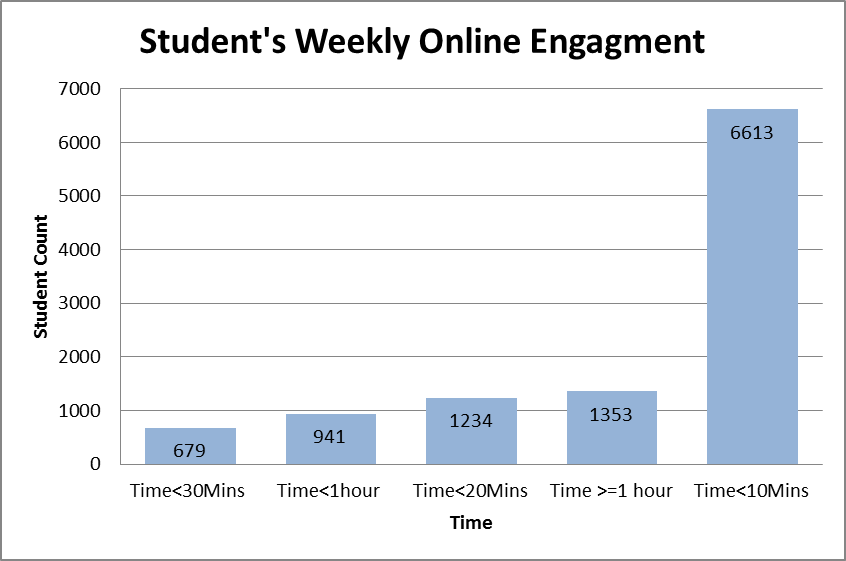 Student's Weekly Online Engagment
7000
6000
5000
4000
3000
2000
1000
0
Student Count
679
941
1234
1353
6613
Time<30Mins
Time<1hour
Time<20Mins
Time >=1 hour
Time<10Mins
Time